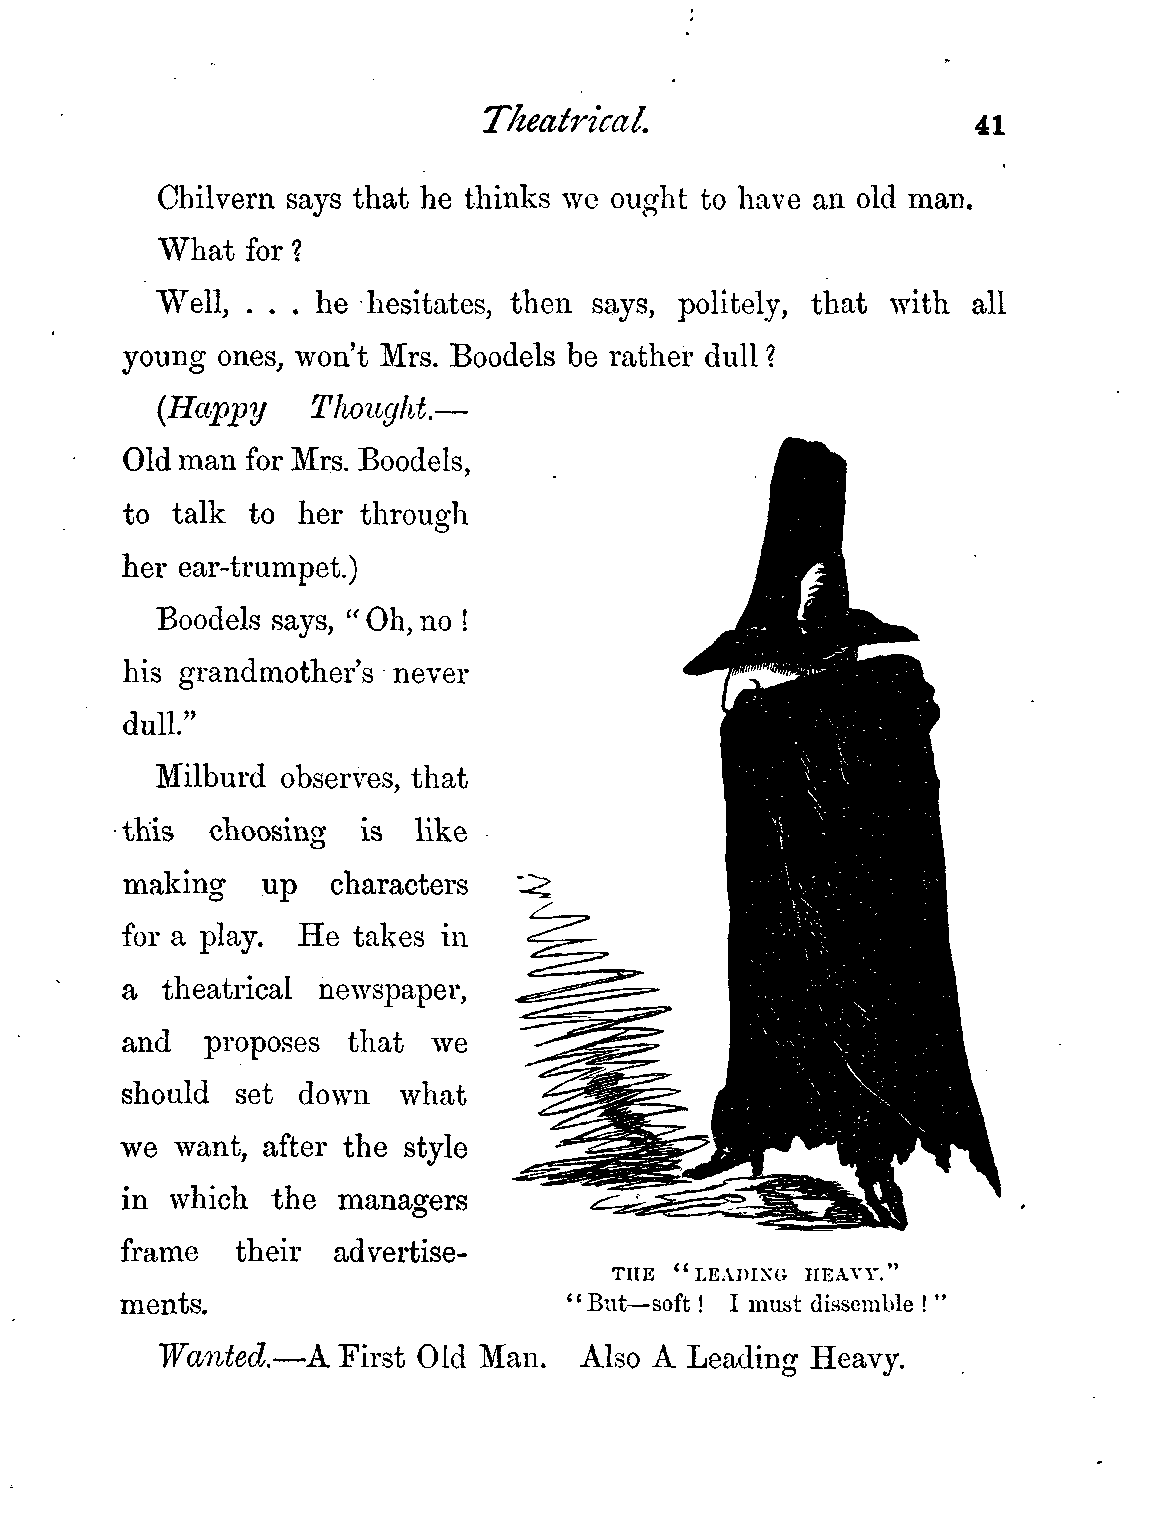 Theatrical. 41
Chilvern says that he thinks we ought to have an old man.
What for ?
Well, . . . he hesitates, then says, politely, that with all
young ones, won't Mrs. Boodels be rather dull ?
(Happy Thought.—
Old man for Mrs. Boodels,
to talk to her through
her ear-trumpet.)
Boodels says, “ Oh, no !
his grandmother's never
dull.”
Milburd observes, that
this choosing is like
making up characters
for a play. He takes in
a theatrical newspaper,
and proposes that we
should set down what
we want, after the style
in which the managers
frame their advertise-
ments.
THE “LEADING HEAVY.”
“But—soft ! I must dissemble !”
Wanted.—A First Old Man. Also A Leading Heavy.